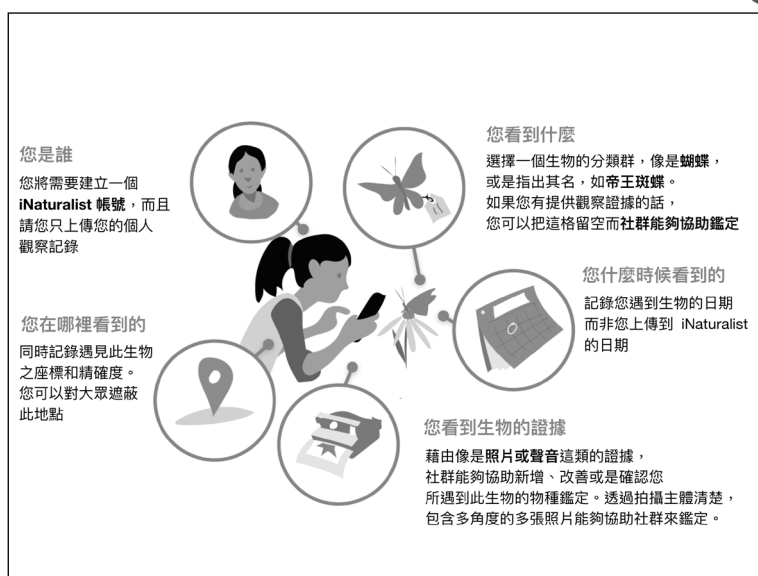 您是誰
您將需要建立一個
iNaturalist 帳號，而且
請您只上傳您的個人
觀察記錄
您看到什麼
選擇一個生物的分類群，像是蝴蝶，
或是指出其名，如帝王斑蝶。
如果您有提供觀察證據的話，
您可以把這格留空而社群能夠協助鑑定
您什麼時候看到的
記錄您遇到生物的日期
而非您上傳到 iNaturalist
的日期
您在哪裡看到的
同時記錄遇見此生物
之座標和精確度。
您可以對大眾遮蔽
此地點
您看到生物的證據
藉由像是照片或聲音這類的證據，
社群能夠協助新增、改善或是確認您
所遇到此生物的物種鑑定。透過拍攝主體清楚，
包含多角度的多張照片能夠協助社群來鑑定。